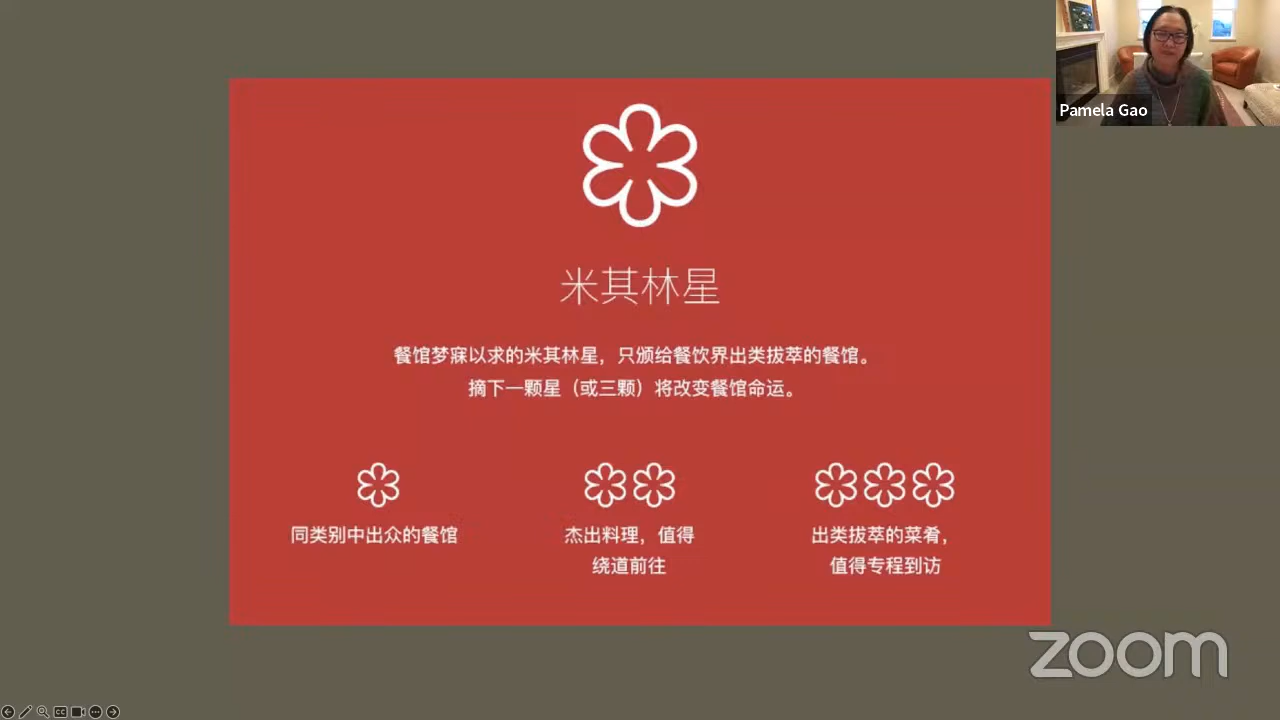 Pamela Gao
米其林星
餐馆梦寐以求的米其林星，只颁给餐饮界出类拔萃的餐馆。
摘下一颗星（或三颗）将改变餐馆命运。
同类别中出众的餐馆
杰出料理，值得
绕道前往
出类拔萃的菜肴，
值得专程到访
zoom